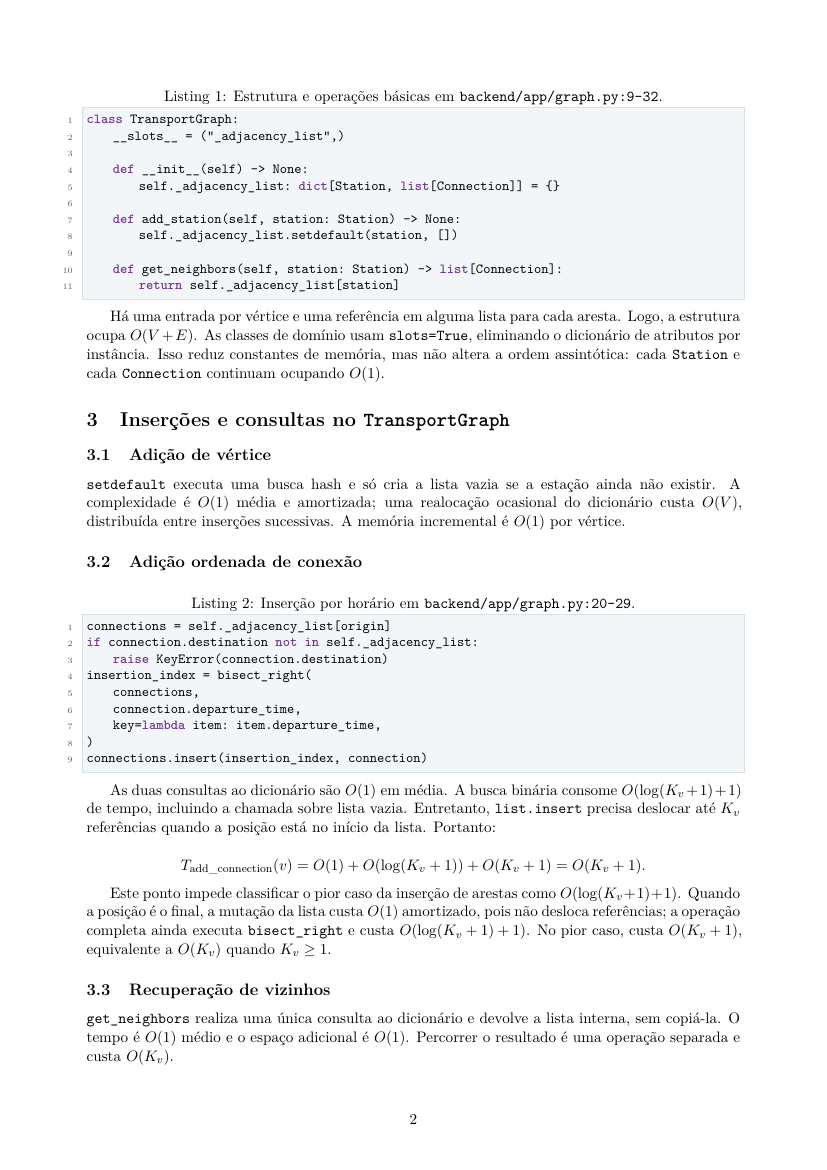 Listing 1: Estrutura e operações básicas em backend/app/graph.py:9-32.
1 class TransportGraph:
2 __slots__ = ("_adjacency_list",)
3
4 def __init__(self) -> None:
5 self._adjacency_list: dict[Station, list[Connection]] = {}
6
7 def add_station(self, station: Station) -> None:
8 self._adjacency_list.setdefault(station, [])
9
10 def get_neighbors(self, station: Station) -> list[Connection]:
11 return self._adjacency_list[station]
Há uma entrada por vértice e uma referência em alguma lista para cada aresta. Logo, a estrutura
ocupa O(V + E). As classes de domínio usam slots=True, eliminando o dicionário de atributos por
instância. Isso reduz constantes de memória, mas não altera a ordem assintótica: cada Station e
cada Connection continuam ocupando O(1).
3 Inserções e consultas no TransportGraph
3.1 Adição de vértice
setdefault executa uma busca hash e só cria a lista vazia se a estação ainda não existir. A
complexidade é O(1) média e amortizada; uma realocação ocasional do dicionário custa O(V),
distribuída entre inserções sucessivas. A memória incremental é O(1) por vértice.
3.2 Adição ordenada de conexão
Listing 2: Inserção por horário em backend/app/graph.py:20-29.
1 connections = self._adjacency_list[origin]
2 if connection.destination not in self._adjacency_list:
3 raise KeyError(connection.destination)
4 insertion_index = bisect_right(
5 connections,
6 connection.departure_time,
7 key=lambda item: item.departure_time,
8 )
9 connections.insert(insertion_index, connection)
As duas consultas ao dicionário são O(1) em média. A busca binária consome O(log(K_v + 1) + 1)
de tempo, incluindo a chamada sobre lista vazia. Entretanto, list.insert precisa deslocar até K_v
referências quando a posição está no início da lista. Portanto:
T_add_connection(v) = O(1) + O(log(K_v + 1)) + O(K_v + 1) = O(K_v + 1).
Este ponto impede classificar o pior caso da inserção de arestas como O(log(K_v+1)+1). Quando
a posição é o final, a mutação da lista custa O(1) amortizado, pois não desloca referências; a operação
completa ainda executa bisect_right e custa O(log(K_v + 1) + 1). No pior caso, custa O(K_v + 1),
equivalente a O(K_v) quando K_v ≥ 1.
3.3 Recuperação de vizinhos
get_neighbors realiza uma única consulta ao dicionário e devolve a lista interna, sem copiá-la. O
tempo é O(1) médio e o espaço adicional é O(1). Percorrer o resultado é uma operação separada e
custa O(K_v).
2